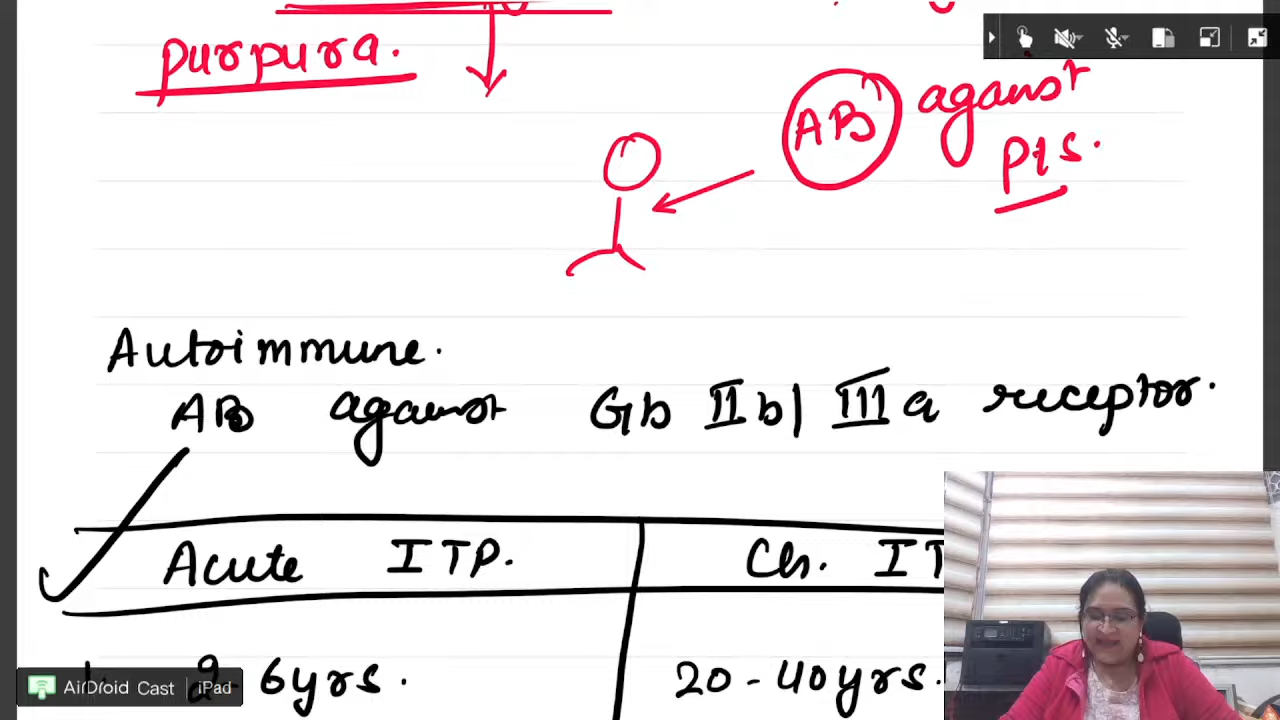 purpura.
AB against
pts.
Autoimmune.
AB against Gb IIb/IIIa receptor.
Acute ITP. Ch. IT
2-6yrs. 20-40yrs.
AirDroid Cast | iPad